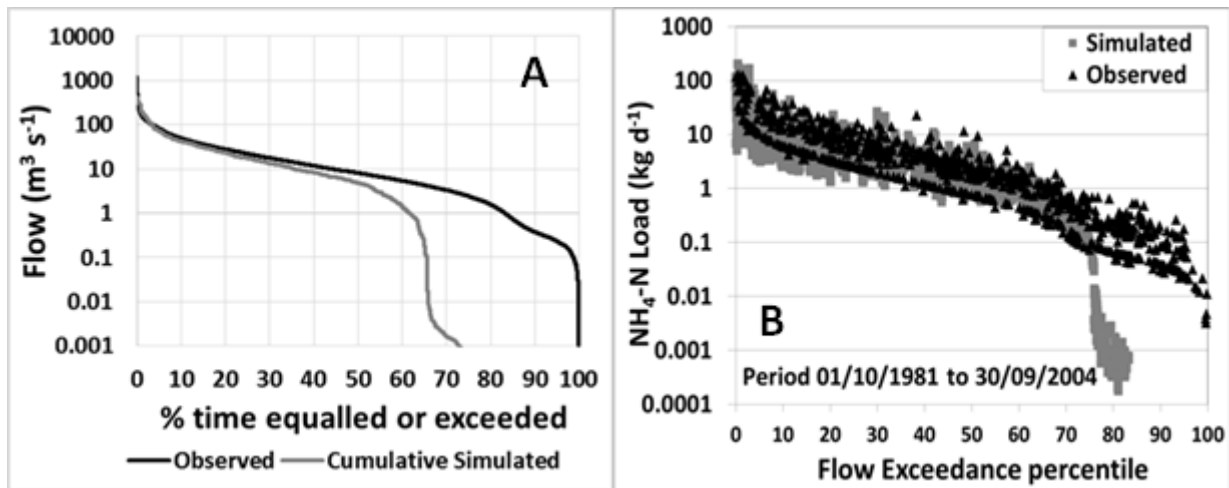 A
Flow (m³ s⁻¹)
10000
1000
100
10
1
0.1
0.01
0.001
0 10 20 30 40 50 60 70 80 90 100
% time equalled or exceeded
Observed Cumulative Simulated
B
NH₄-N Load (kg d⁻¹)
1000
100
10
1
0.1
0.01
0.001
0.0001
Simulated
Observed
Period 01/10/1981 to 30/09/2004
0 10 20 30 40 50 60 70 80 90 100
Flow Exceedance percentile